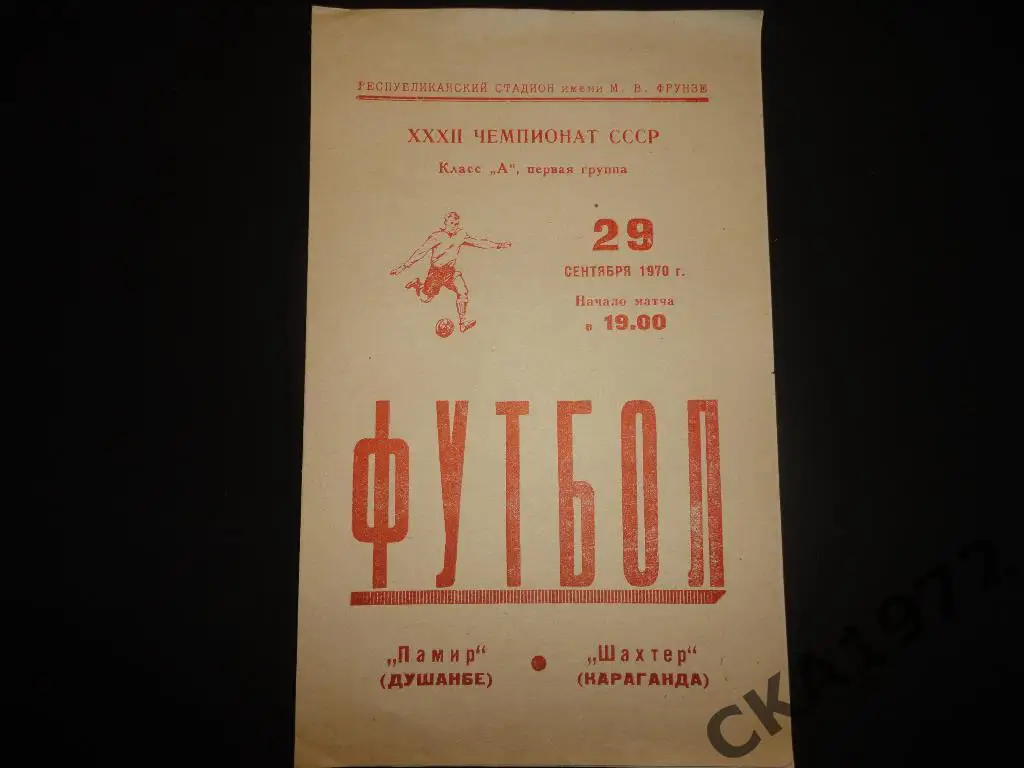 РЕСПУБЛИКАНСКИЙ СТАДИОН имени М. В. ФРУНЗЕ
XXXII ЧЕМПИОНАТ СССР
Класс „А“, первая группа
29
СЕНТЯБРЯ 1970 г.
Начало матча
в 19.00
ФУТБОЛ
„Памир“ ● „Шахтер“
(ДУШАНБЕ) (КАРАГАНДА)
СКА1972.